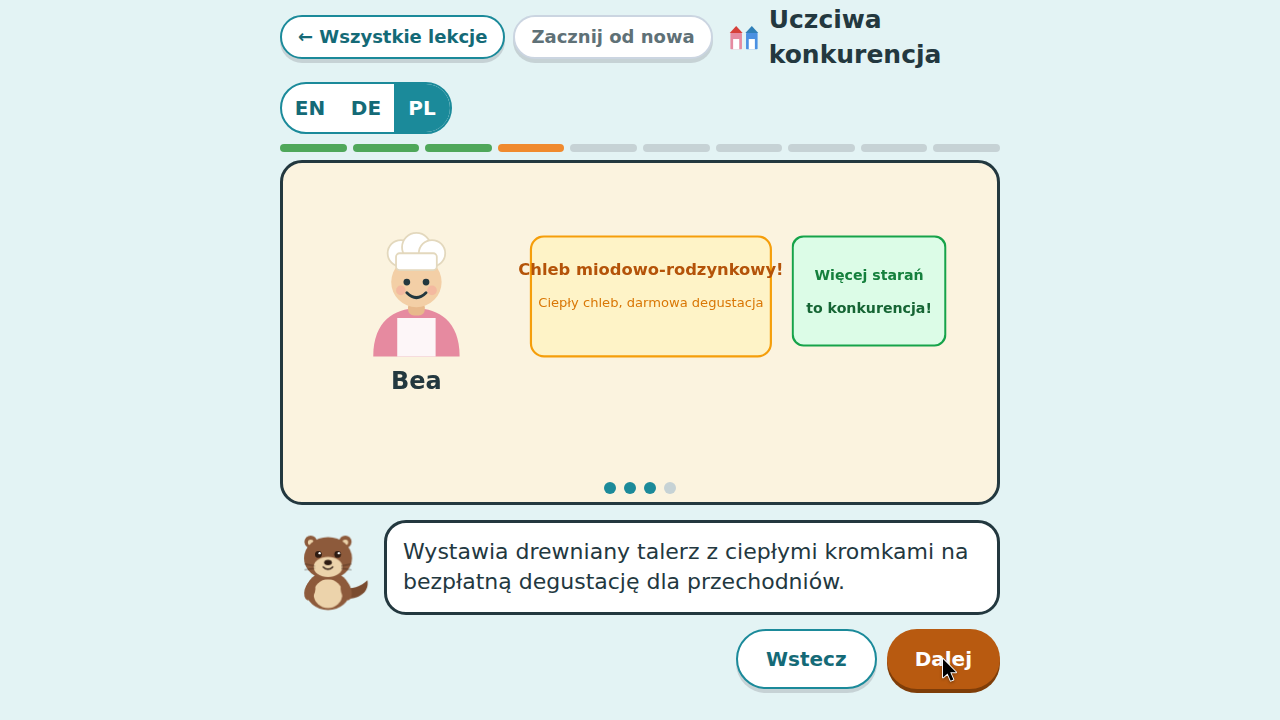 ← Wszystkie lekcje
Zacznij od nowa
Uczciwa
konkurencja
EN DE PL
Chleb miodowo-rodzynkowy!
Ciepły chleb, darmowa degustacja
Więcej starań
to konkurencja!
Bea
Wystawia drewniany talerz z ciepłymi kromkami na
bezpłatną degustację dla przechodniów.
Wstecz
Dalej